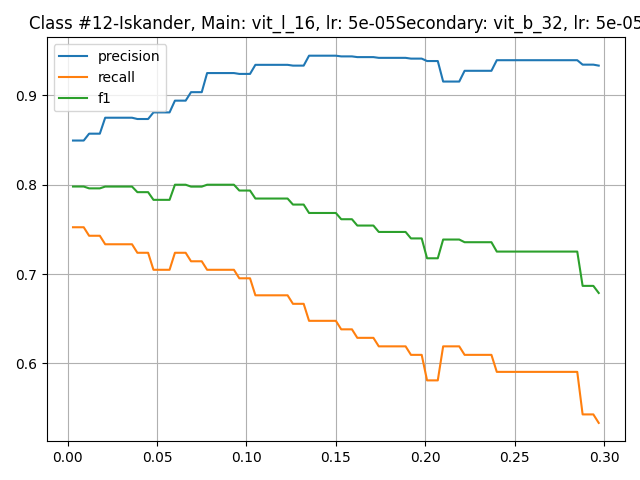 Class #12-Iskander, Main: vit_l_16, lr: 5e-05Secondary: vit_b_32, lr: 5e-05
precision
recall
f1
0.9
0.8
0.7
0.6
0.00 0.05 0.10 0.15 0.20 0.25 0.30